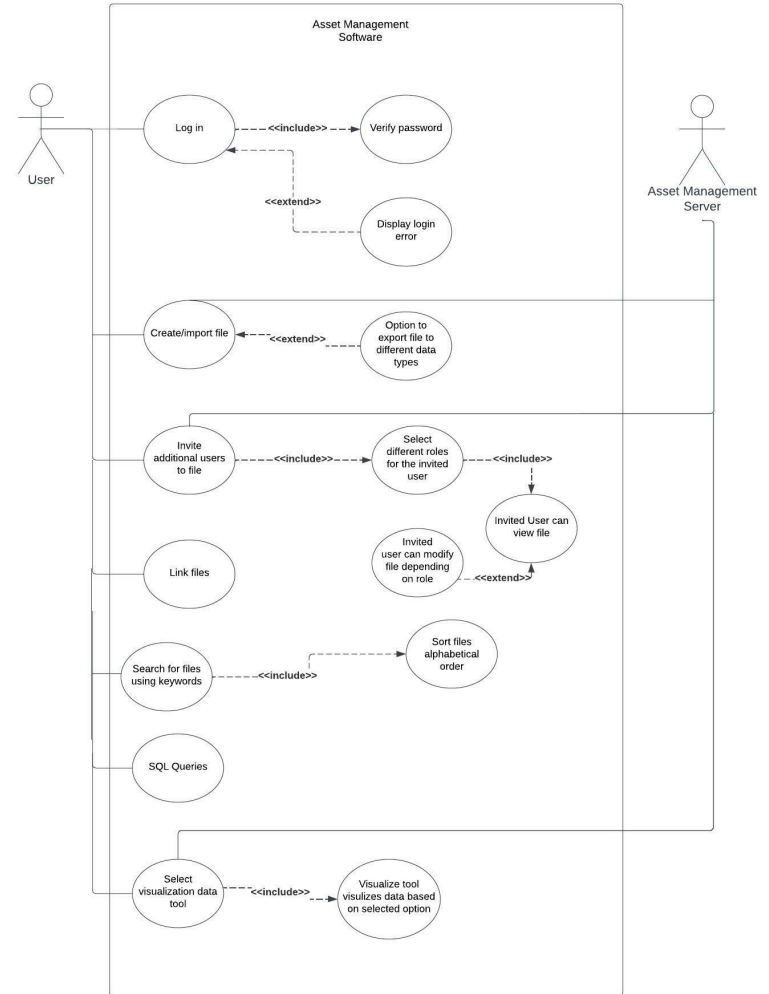 Asset Management
Software
Log in
<<include>>
Verify password
User
Asset Management
Server
<<extend>>
Display login
error
Create/import file
<<extend>>
Option to
export file to
different data
types
Invite
additional users
to file
<<include>>
Select
different roles
for the invited
user
<<include>>
Invited User can
view file
Invited
user can modify
file depending
on role
<<extend>>
Link files
Search for files
using keywords
<<include>>
Sort files
alphabetical
order
SQL Queries
Select
visualization data
tool
<<include>>
Visualize tool
visulizes data based
on selected option